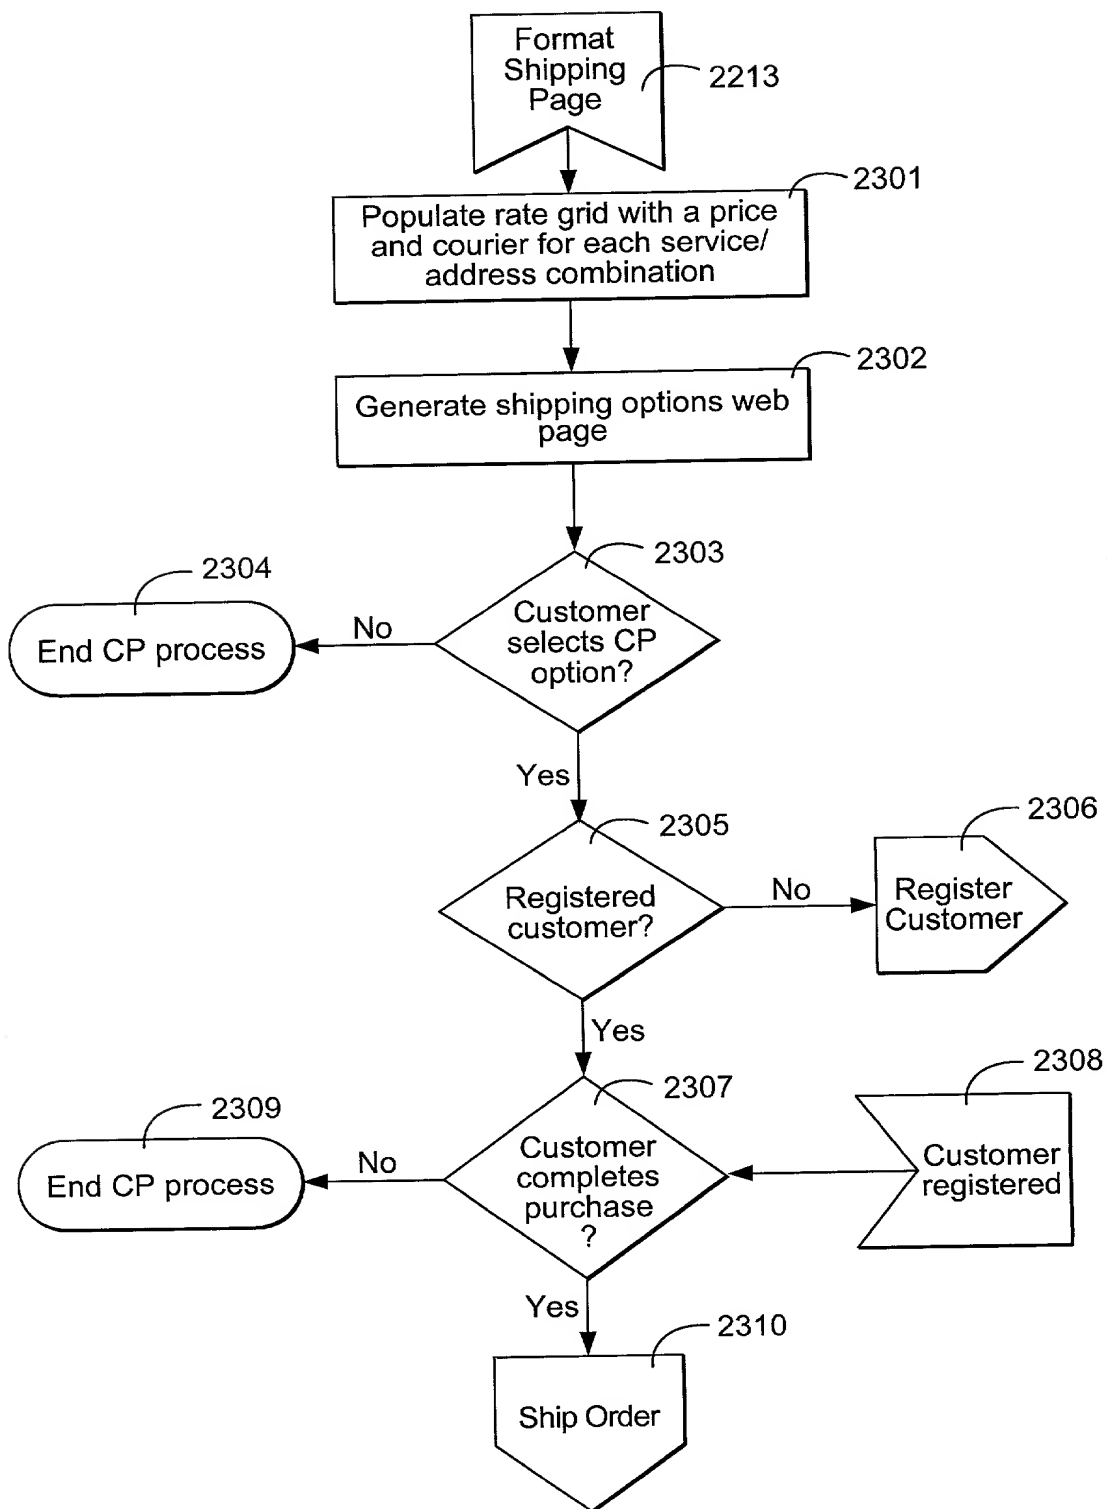 Format
Shipping
Page
2213
2301
Populate rate grid with a price
and courier for each service/
address combination
2302
Generate shipping options web
page
2303
2304
Customer
selects CP
option?
No
End CP process
Yes
2305
2306
Registered
customer?
No
Register
Customer
Yes
2307
2308
2309
Customer
completes
purchase
?
No
End CP process
Customer
registered
Yes
2310
Ship Order